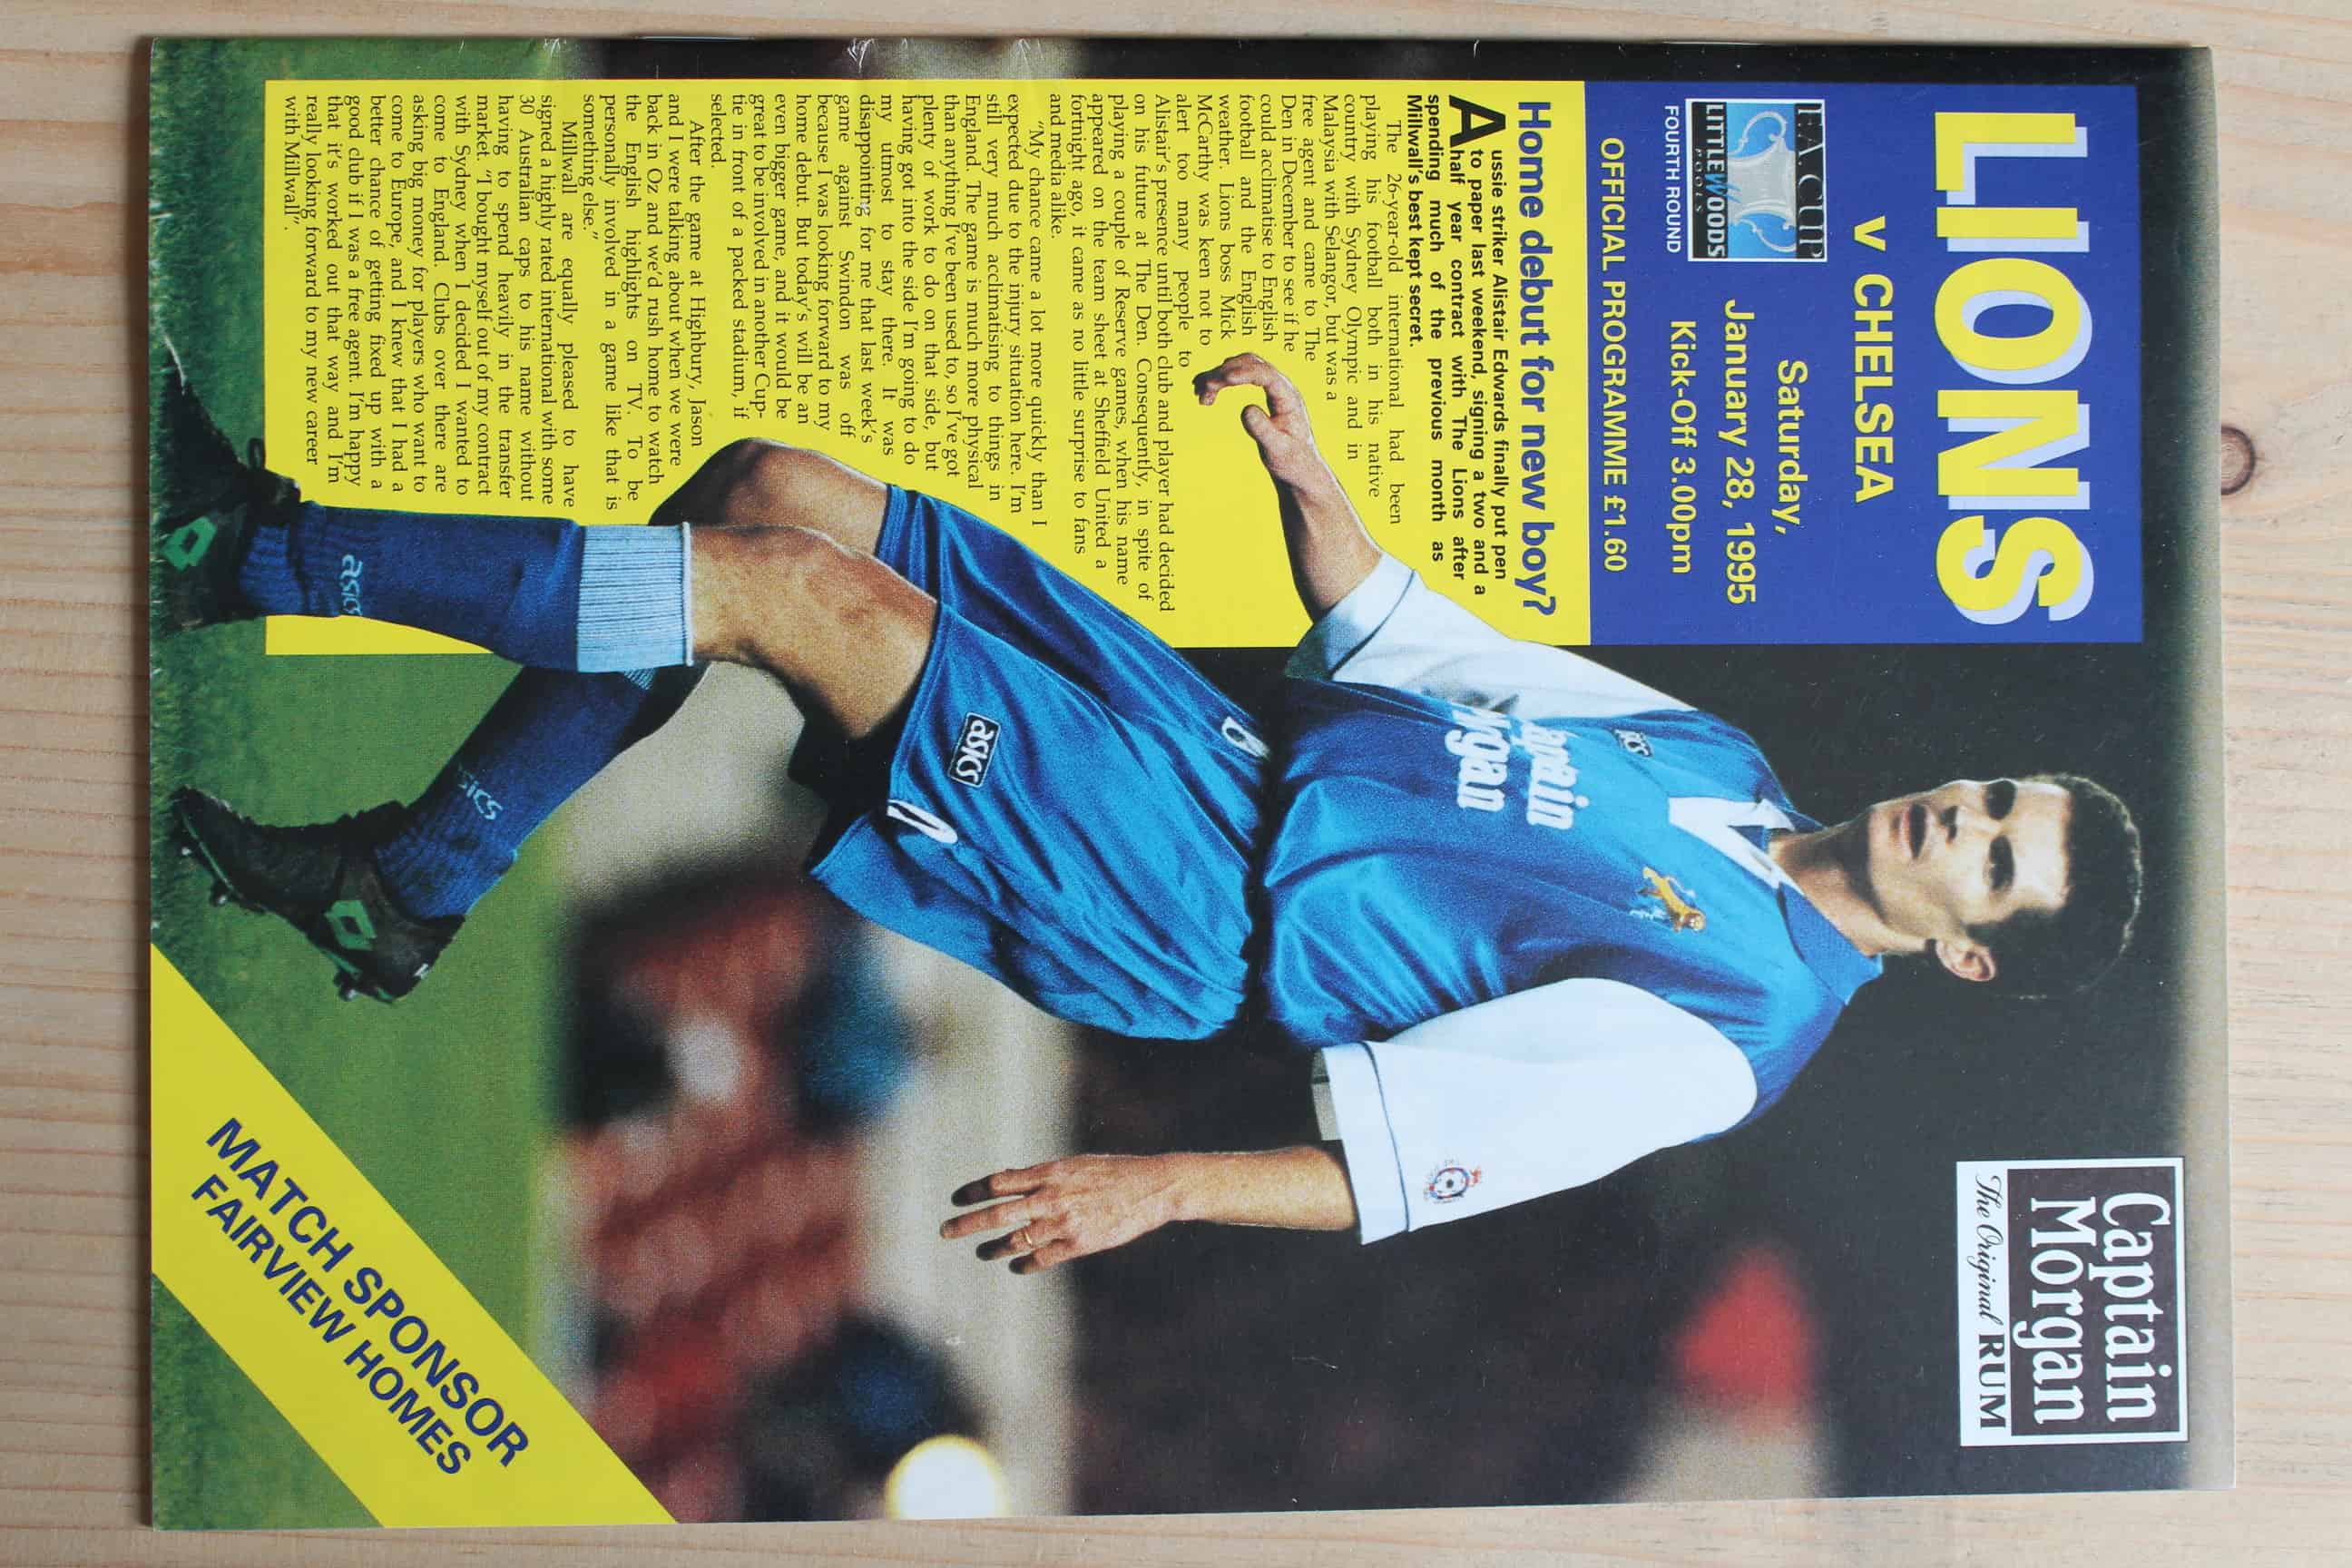 LIONS
v CHELSEA
Saturday,
January 28, 1995
Kick-Off 3.00pm
F.A. CUP
LITTLEWOODS
POOLS
FOURTH ROUND
OFFICIAL PROGRAMME £1.60
Captain
Morgan
The Original RUM
Home debut for new boy?
Aussie striker Alistair Edwards finally put pen
to paper last weekend, signing a two and a
half year contract with The Lions after
spending much of the previous month as
Millwall's best kept secret.
The 26-year-old international had been
playing his football both in his native
country with Sydney Olympic and in
Malaysia with Selangor, but was a
free agent and came to The
Den in December to see if he
could acclimatise to English
football and the English
weather. Lions boss Mick
McCarthy was keen not to
alert too many people to
Alistair's presence until both club and player had decided
on his future at The Den. Consequently, in spite of
playing a couple of Reserve games, when his name
appeared on the team sheet at Sheffield United a
fortnight ago, it came as no little surprise to fans
and media alike.
"My chance came a lot more quickly than I
expected due to the injury situation here. I'm
still very much acclimatising to things in
England. The game is much more physical
than anything I've been used to, so I've got
plenty of work to do on that side, but
having got into the side I'm going to do
my utmost to stay there. It was
disappointing for me that last week's
game against Swindon was off
because I was looking forward to my
home debut. But today's will be an
even bigger game, and it would be
great to be involved in another Cup-
tie in front of a packed stadium, if
selected.
After the game at Highbury, Jason
and I were talking about when we were
back in Oz and we'd rush home to watch
the English highlights on TV. To be
personally involved in a game like that is
something else."
Millwall are equally pleased to have
signed a highly rated international with some
30 Australian caps to his name without
having to spend heavily in the transfer
market. "I bought myself out of my contract
with Sydney when I decided I wanted to
come to England. Clubs over there are
asking big money for players who want to
come to Europe, and I knew that I had a
better chance of getting fixed up with a
good club if I was a free agent. I'm happy
that it's worked out that way and I'm
really looking forward to my new career
with Millwall".
asics
asics
asics
MATCH SPONSOR
FAIRVIEW HOMES